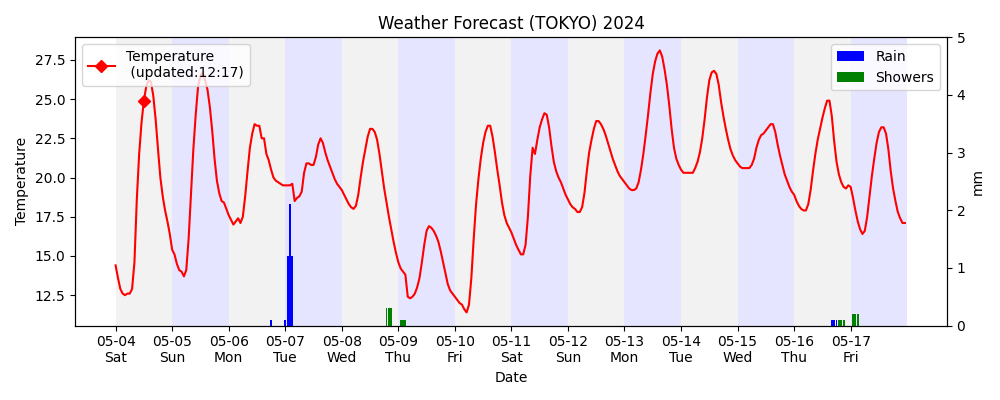 Weather Forecast (TOKYO) 2024
Temperature
(updated:12:17)
Rain
Showers
27.5
25.0
22.5
20.0
17.5
15.0
12.5
Temperature
5
4
3
2
1
0
mm
05-04 05-05 05-06 05-07 05-08 05-09 05-10 05-11 05-12 05-13 05-14 05-15 05-16 05-17
Sat Sun Mon Tue Wed Thu Fri Sat Sun Mon Tue Wed Thu Fri
Date